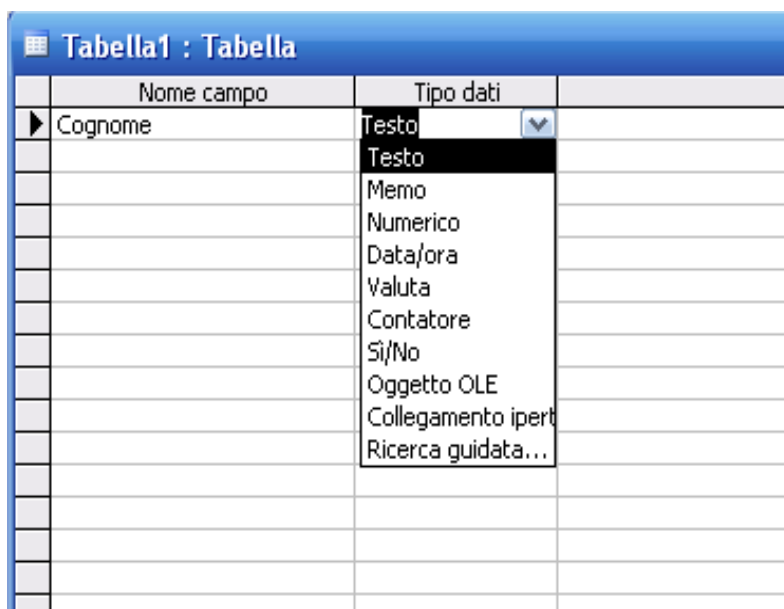 Tabella1 : Tabella
Nome campo Tipo dati
Cognome Testo
Testo
Memo
Numerico
Data/ora
Valuta
Contatore
Sì/No
Oggetto OLE
Collegamento ipert
Ricerca guidata...